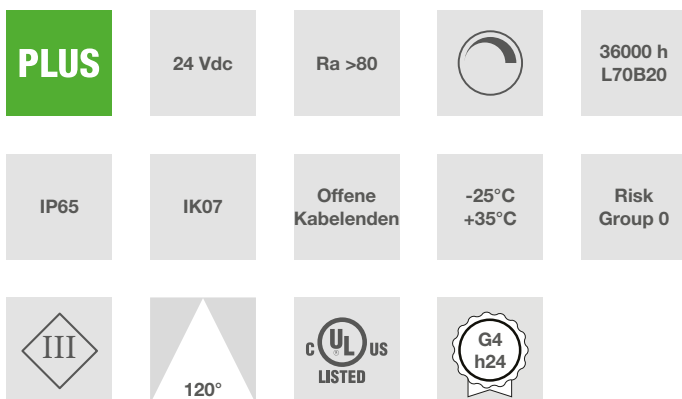 PLUS
24 Vdc
Ra >80
36000 h
L70B20
IP65
IK07
Offene
Kabelenden
-25°C
+35°C
Risk
Group 0
III
120°
C UL ® US
LISTED
G4
h24